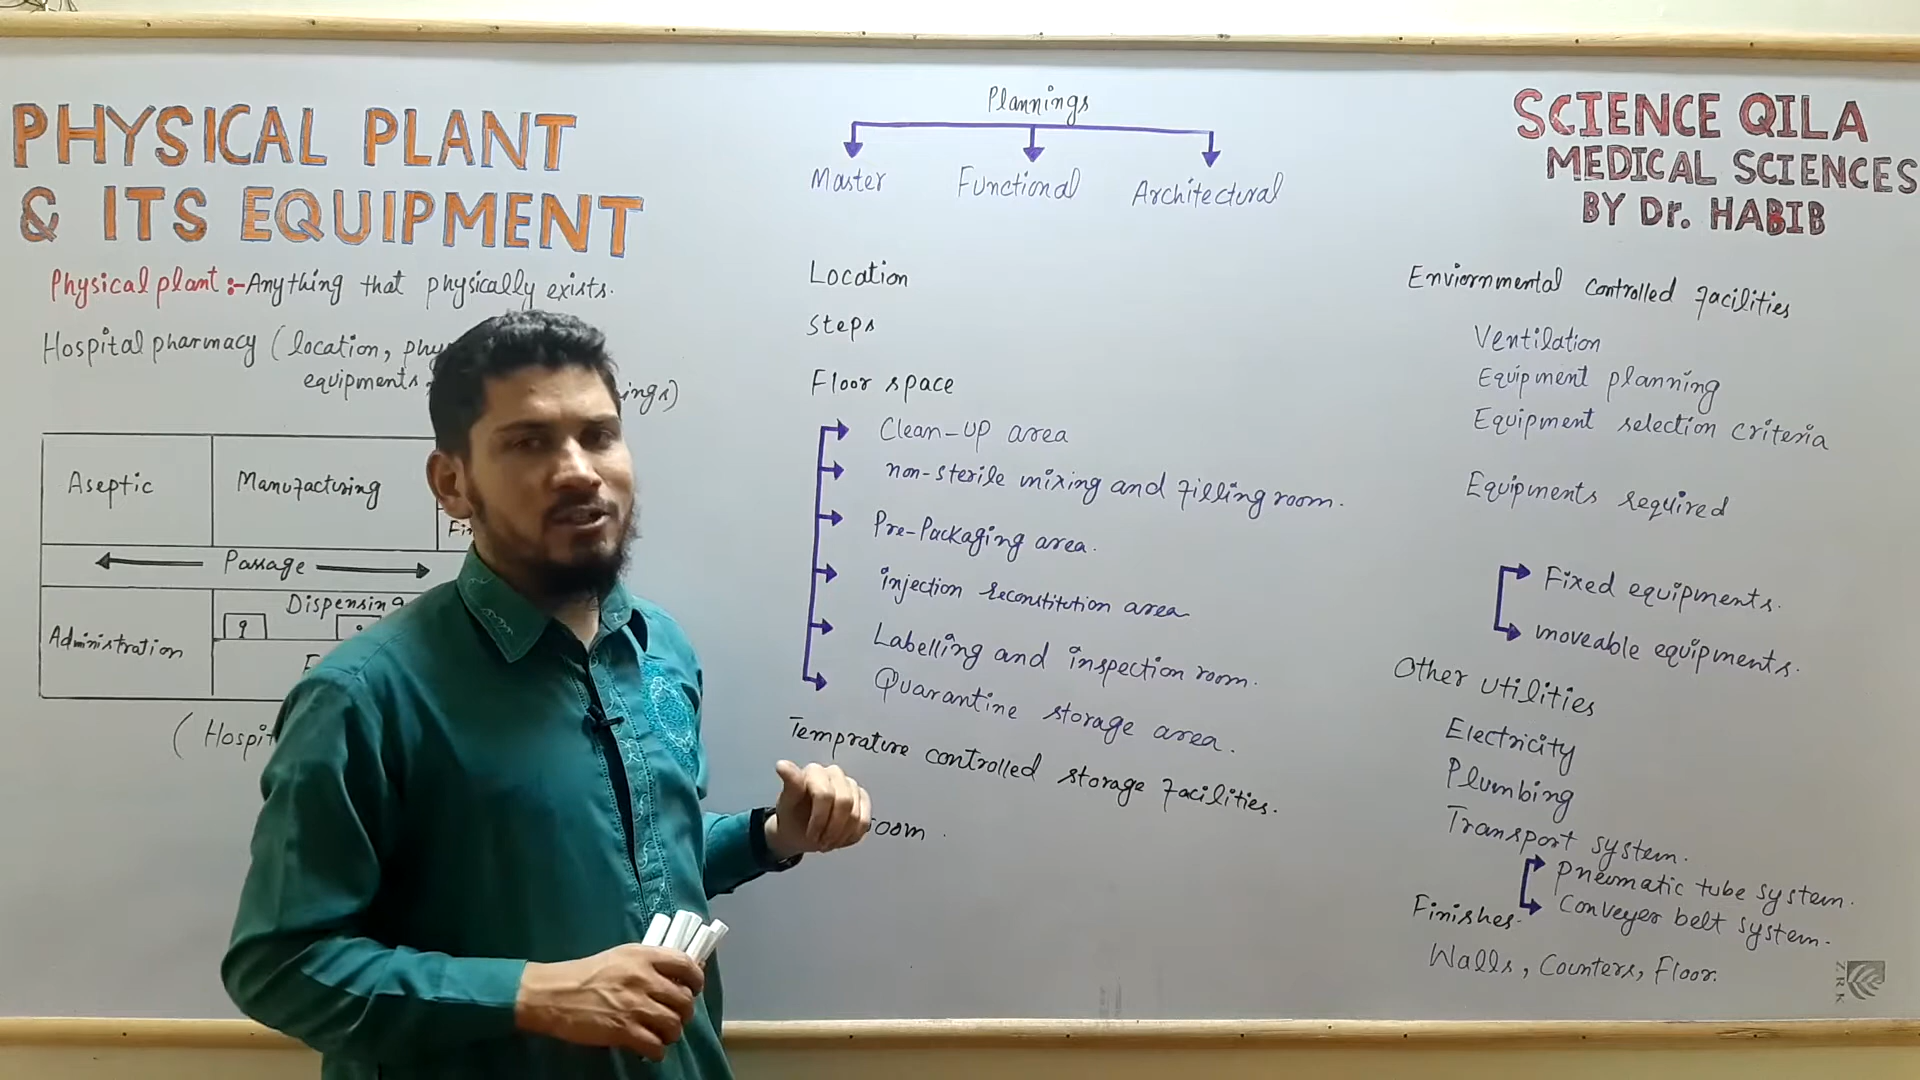 PHYSICAL PLANT
& ITS EQUIPMENT
Physical plant :- Anything that physically exists.
Hospital pharmacy (location,
equipments
Aseptic
Manufacturing
Passage
Dispensing
Administration
Plannings
Master
Functional
Architectural
Location
Steps
Floor space
Clean-up area
non-sterile mixing and filling room.
Pre-Packaging area.
injection reconstitution area
Labelling and inspection room.
Quarantine storage area.
Temprature controlled storage facilities.
room.
SCIENCE QILA
MEDICAL SCIENCES
BY Dr. HABIB
Enviornmental controlled facilities
Ventilation
Equipment planning
Equipment selection criteria
Equipments required
Fixed equipments.
moveable equipments.
Other utilities
Electricity
Plumbing
Transport system.
Pneumatic tube system.
Conveyer belt system.
Finishes.
Walls, Counters, Floor.
ZRK